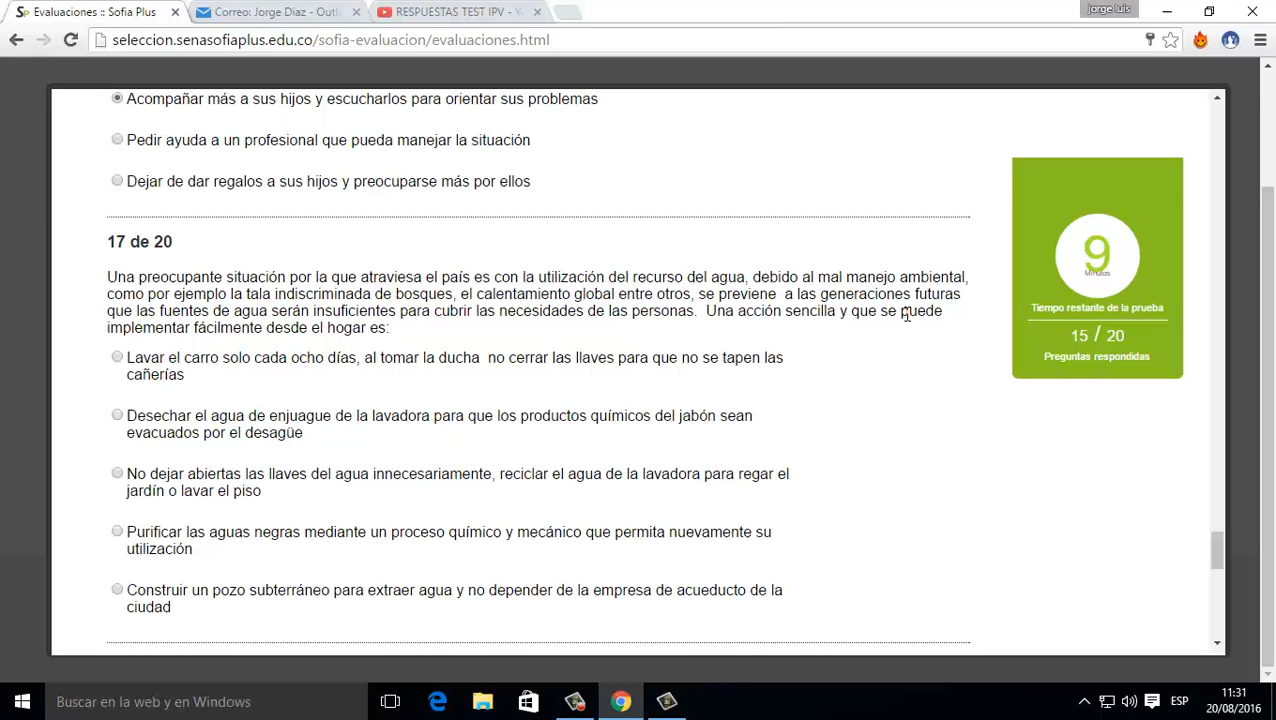 Evaluaciones :: Sofia Plus
Correo: Jorge Diaz - Outl
RESPUESTAS TEST IPV - Y
jorge luis
seleccion.senasofiaplus.edu.co/sofia-evaluacion/evaluaciones.html
Acompañar más a sus hijos y escucharlos para orientar sus problemas
Pedir ayuda a un profesional que pueda manejar la situación
Dejar de dar regalos a sus hijos y preocuparse más por ellos
17 de 20
Una preocupante situación por la que atraviesa el país es con la utilización del recurso del agua, debido al mal manejo ambiental,
como por ejemplo la tala indiscriminada de bosques, el calentamiento global entre otros, se previene a las generaciones futuras
que las fuentes de agua serán insuficientes para cubrir las necesidades de las personas. Una acción sencilla y que se puede
implementar fácilmente desde el hogar es:
Lavar el carro solo cada ocho días, al tomar la ducha no cerrar las llaves para que no se tapen las
cañerías
Desechar el agua de enjuague de la lavadora para que los productos químicos del jabón sean
evacuados por el desagüe
No dejar abiertas las llaves del agua innecesariamente, reciclar el agua de la lavadora para regar el
jardín o lavar el piso
Purificar las aguas negras mediante un proceso químico y mecánico que permita nuevamente su
utilización
Construir un pozo subterráneo para extraer agua y no depender de la empresa de acueducto de la
ciudad
9
Minutos
Tiempo restante de la prueba
15 / 20
Preguntas respondidas
Buscar en la web y en Windows
ESP
11:31
20/08/2016